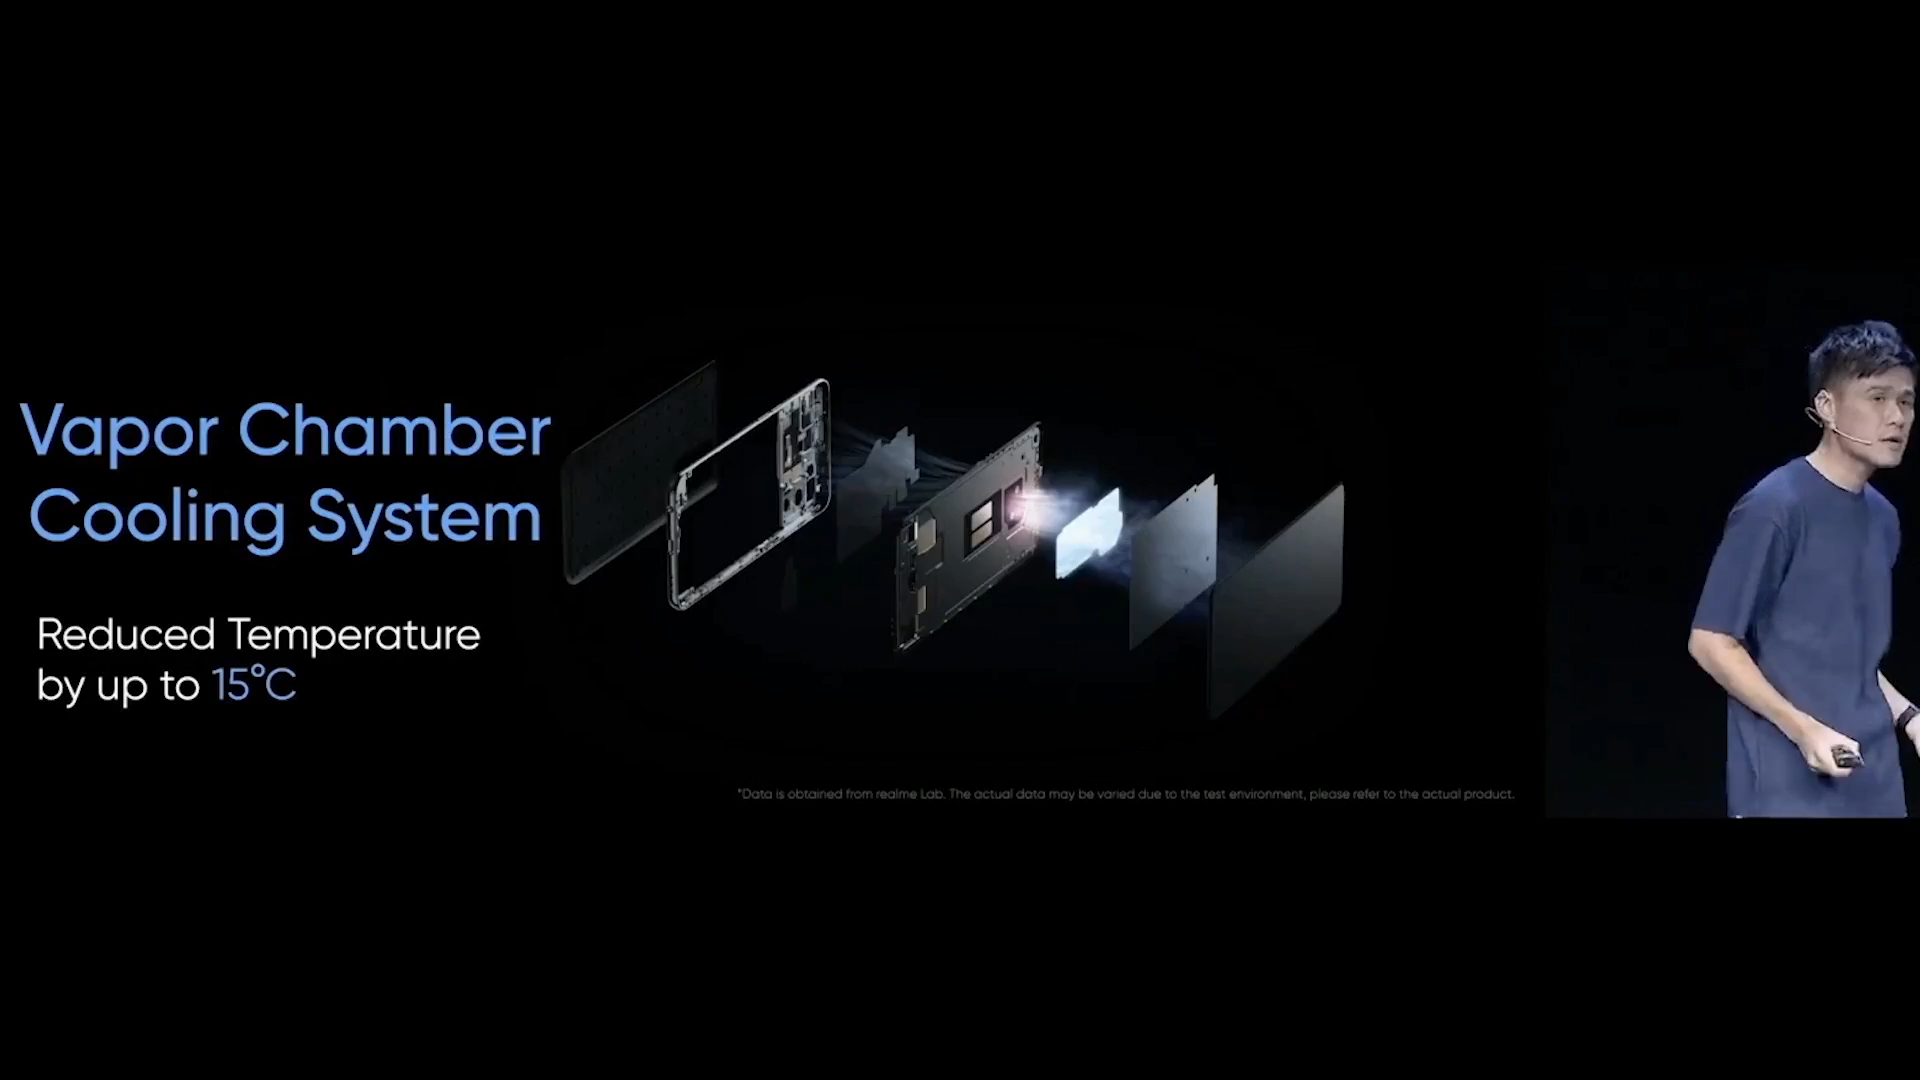 Vapor Chamber
Cooling System
Reduced Temperature
by up to 15°C
*Data is obtained from realme Lab. The actual data may be varied due to the test environment, please refer to the actual product.